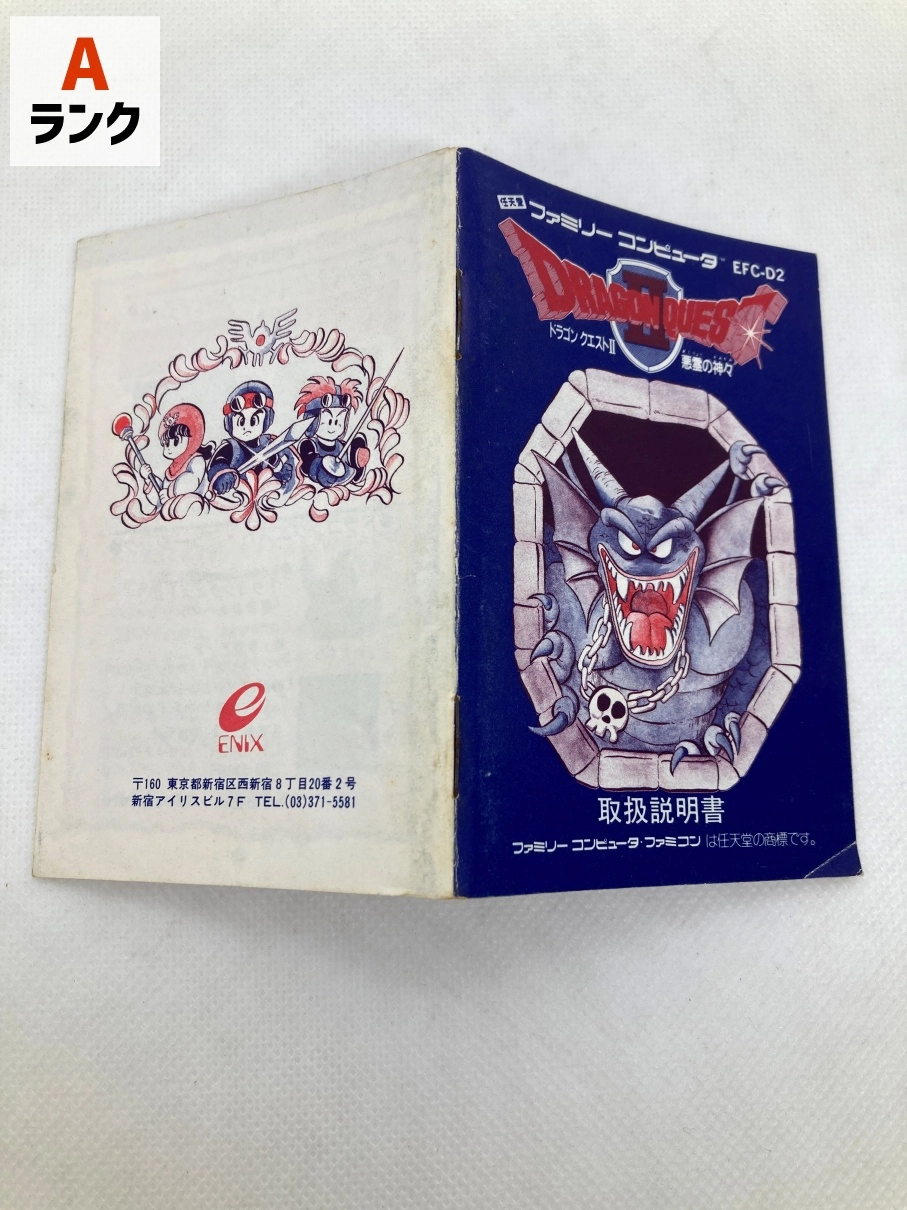 A
ランク
任天堂 ファミリー コンピュータ™ EFC-D2
DRAGON QUEST
II
ドラゴン クエストII
悪霊の神々
取扱説明書
ファミリー コンピュータ・ファミコン は任天堂の商標です。
ENIX
〒160 東京都新宿区西新宿8丁目20番2号
新宿アイリスビル7F TEL.(03)371-5581